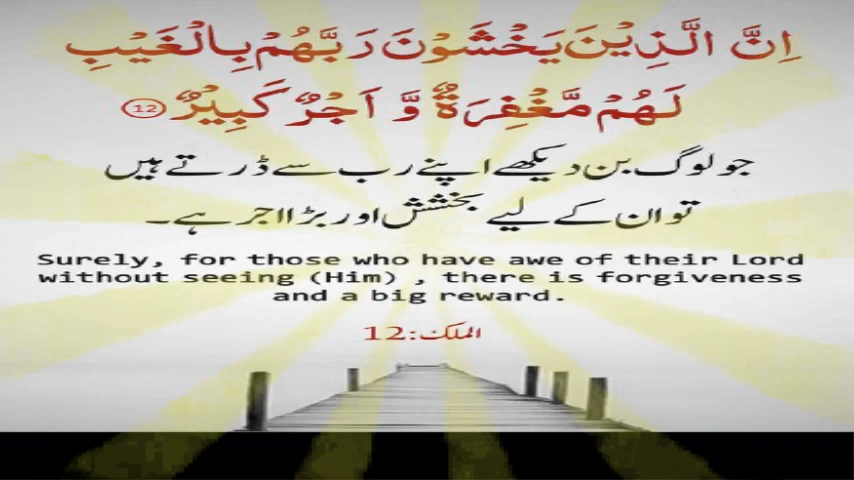 اِنَّ الَّذِیْنَ یَخْشَوْنَ رَبَّهُمْ بِالْغَیْبِ
لَهُمْ مَّغْفِرَةٌ وَّ اَجْرٌ كَبِیْرٌ ⑫
جو لوگ بن دیکھے اپنے رب سے ڈرتے ہیں
تو ان کے لیے بخشش اور بڑا اجر ہے۔
Surely, for those who have awe of their Lord
without seeing (Him) , there is forgiveness
and a big reward.
الملک:12